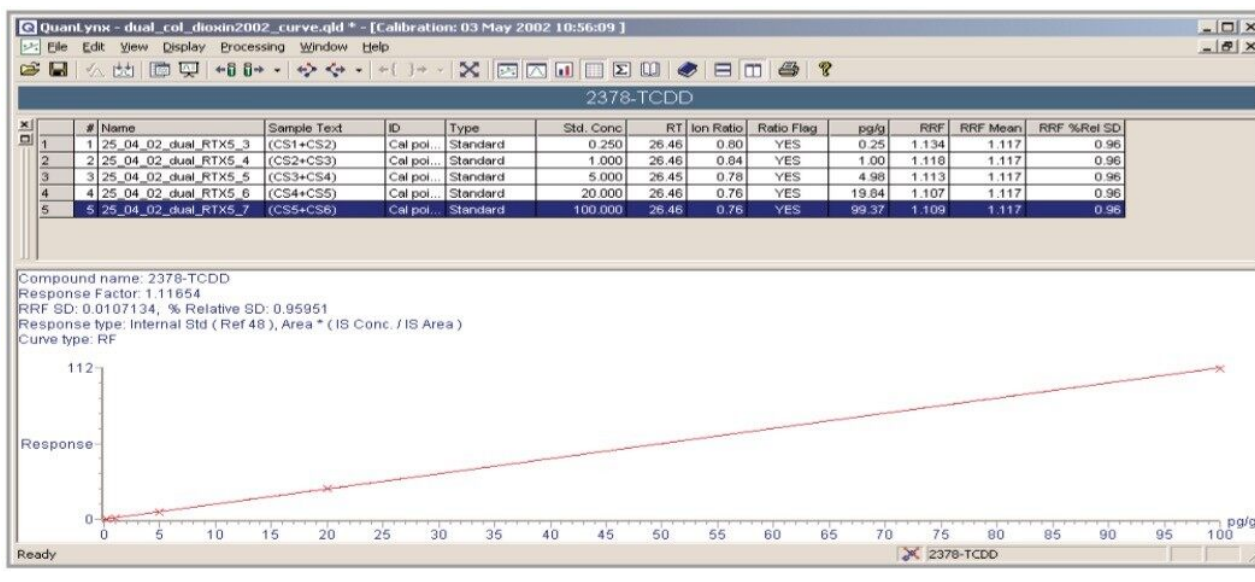 QuanLynx - dual_col_dioxin2002_curve.qld * - [Calibration: 03 May 2002 10:56:09 ]
File Edit View Display Processing Window Help
2378-TCDD
# Name Sample Text ID Type Std. Conc RT Ion Ratio Ratio Flag pg/g RRF RRF Mean RRF %Rel SD
1 1 25_04_02_dual_RTX5_3 (CS1+CS2) Cal poi... Standard 0.250 26.46 0.80 YES 0.25 1.134 1.117 0.96
2 2 25_04_02_dual_RTX5_4 (CS2+CS3) Cal poi... Standard 1.000 26.46 0.84 YES 1.00 1.118 1.117 0.96
3 3 25_04_02_dual_RTX5_5 (CS3+CS4) Cal poi... Standard 5.000 26.45 0.78 YES 4.98 1.113 1.117 0.96
4 4 25_04_02_dual_RTX5_6 (CS4+CS5) Cal poi... Standard 20.000 26.46 0.76 YES 19.84 1.107 1.117 0.96
5 5 25_04_02_dual_RTX5_7 (CS5+CS6) Cal poi... Standard 100.000 26.46 0.76 YES 99.37 1.109 1.117 0.96
Compound name: 2378-TCDD
Response Factor: 1.11654
RRF SD: 0.0107134, % Relative SD: 0.95951
Response type: Internal Std ( Ref 48 ), Area * ( IS Conc. / IS Area )
Curve type: RF
112
Response
0
0 5 10 15 20 25 30 35 40 45 50 55 60 65 70 75 80 85 90 95 100 pg/g
Ready 2378-TCDD